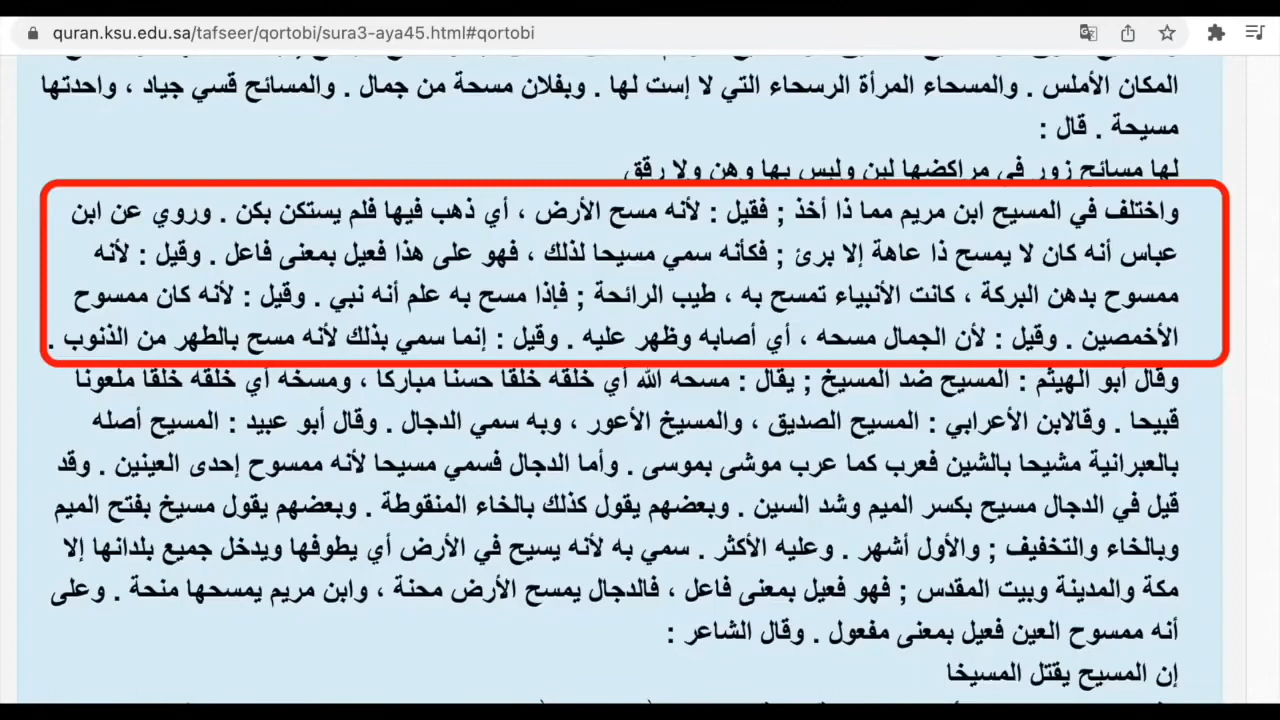 quran.ksu.edu.sa/tafseer/qortobi/sura3-aya45.html#qortobi
المكان الأملس . والمسحاء المرأة الرسحاء التي لا إست لها . وبفلان مسحة من جمال . والمسائح قسي جياد ، واحدتها
مسيحة . قال :
لها مسائح زور في مراكضها لين وليس بها وهن ولا رقق
واختلف في المسيح ابن مريم مما ذا أخذ ; فقيل : لأنه مسح الأرض ، أي ذهب فيها فلم يستكن بكن . وروي عن ابن
عباس أنه كان لا يمسح ذا عاهة إلا برئ ; فكأنه سمي مسيحا لذلك ، فهو على هذا فعيل بمعنى فاعل . وقيل : لأنه
ممسوح بدهن البركة ، كانت الأنبياء تمسح به ، طيب الرائحة ; فإذا مسح به علم أنه نبي . وقيل : لأنه كان ممسوح
الأخمصين . وقيل : لأن الجمال مسحه ، أي أصابه وظهر عليه . وقيل : إنما سمي بذلك لأنه مسح بالطهر من الذنوب .
وقال أبو الهيثم : المسيح ضد المسيخ ; يقال : مسحه الله أي خلقه خلقا حسنا مباركا ، ومسخه أي خلقه خلقا ملعونا
قبيحا . وقالابن الأعرابي : المسيح الصديق ، والمسيخ الأعور ، وبه سمي الدجال . وقال أبو عبيد : المسيح أصله
بالعبرانية مشيحا بالشين فعرب كما عرب موشى بموسى . وأما الدجال فسمي مسيحا لأنه ممسوح إحدى العينين . وقد
قيل في الدجال مسيح بكسر الميم وشد السين . وبعضهم يقول كذلك بالخاء المنقوطة . وبعضهم يقول مسيخ بفتح الميم
وبالخاء والتخفيف ; والأول أشهر . وعليه الأكثر . سمي به لأنه يسيح في الأرض أي يطوفها ويدخل جميع بلدانها إلا
مكة والمدينة وبيت المقدس ; فهو فعيل بمعنى فاعل ، فالدجال يمسح الأرض محنة ، وابن مريم يمسحها منحة . وعلى
أنه ممسوح العين فعيل بمعنى مفعول . وقال الشاعر :
إن المسيح يقتل المسيخا